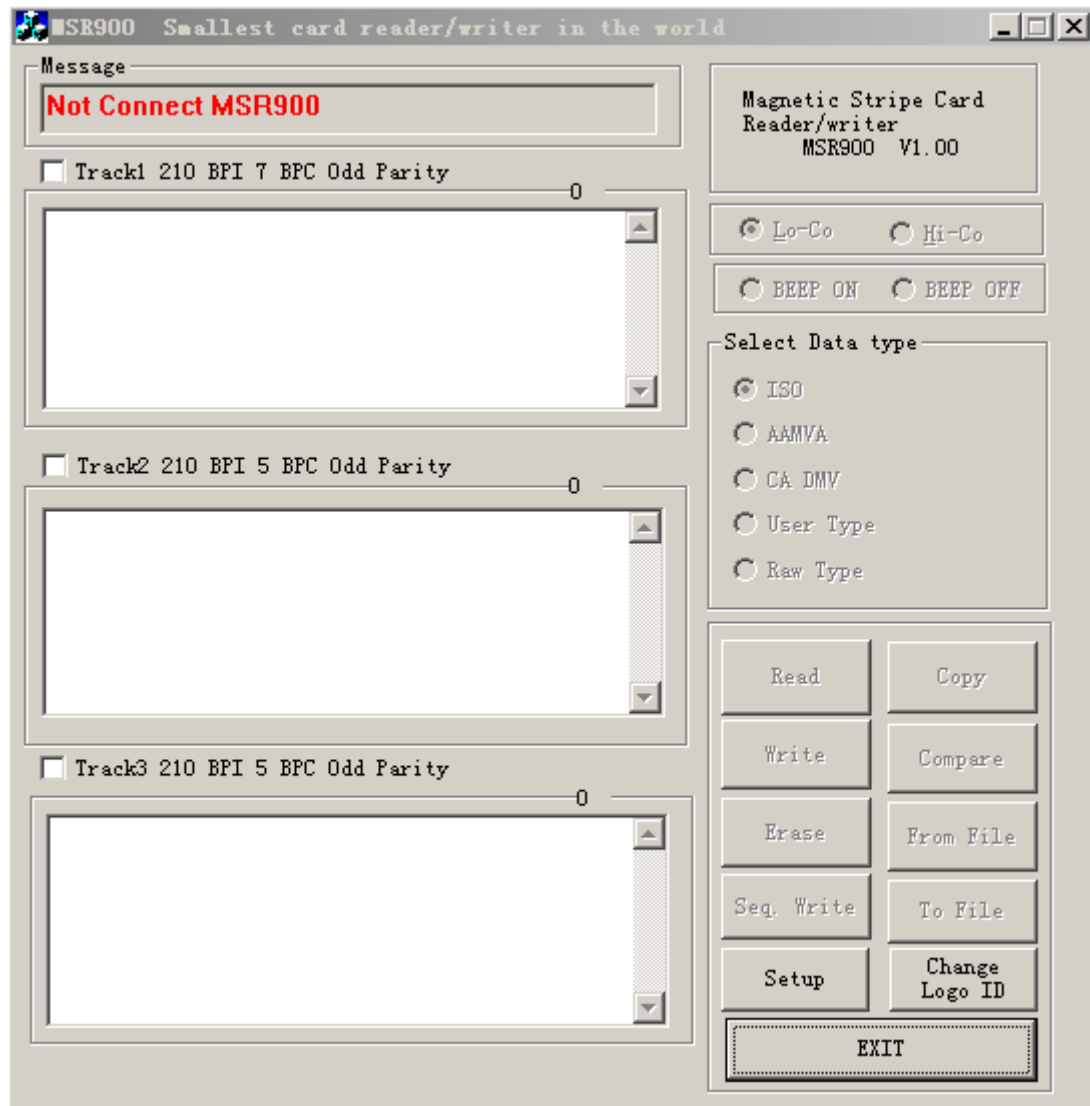 MSR900  Smallest card reader/writer in the world
Message
Not Connect MSR900
Magnetic Stripe Card
Reader/writer
MSR900  V1.00
Track1 210 BPI 7 BPC Odd Parity
0
Lo-Co
Hi-Co
BEEP ON
BEEP OFF
Select Data type
ISO
AAMVA
CA DMV
User Type
Raw Type
Track2 210 BPI 5 BPC Odd Parity
0
Track3 210 BPI 5 BPC Odd Parity
0
Read
Copy
Write
Compare
Erase
From File
Seq. Write
To File
Setup
Change
Logo ID
EXIT